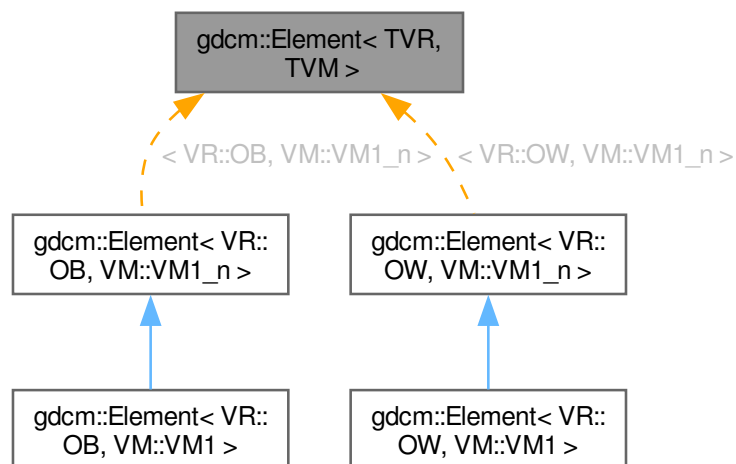 gdcm::Element< TVR,
TVM >
< VR::OB, VM::VM1_n >
< VR::OW, VM::VM1_n >
gdcm::Element< VR::
OB, VM::VM1_n >
gdcm::Element< VR::
OW, VM::VM1_n >
gdcm::Element< VR::
OB, VM::VM1 >
gdcm::Element< VR::
OW, VM::VM1 >